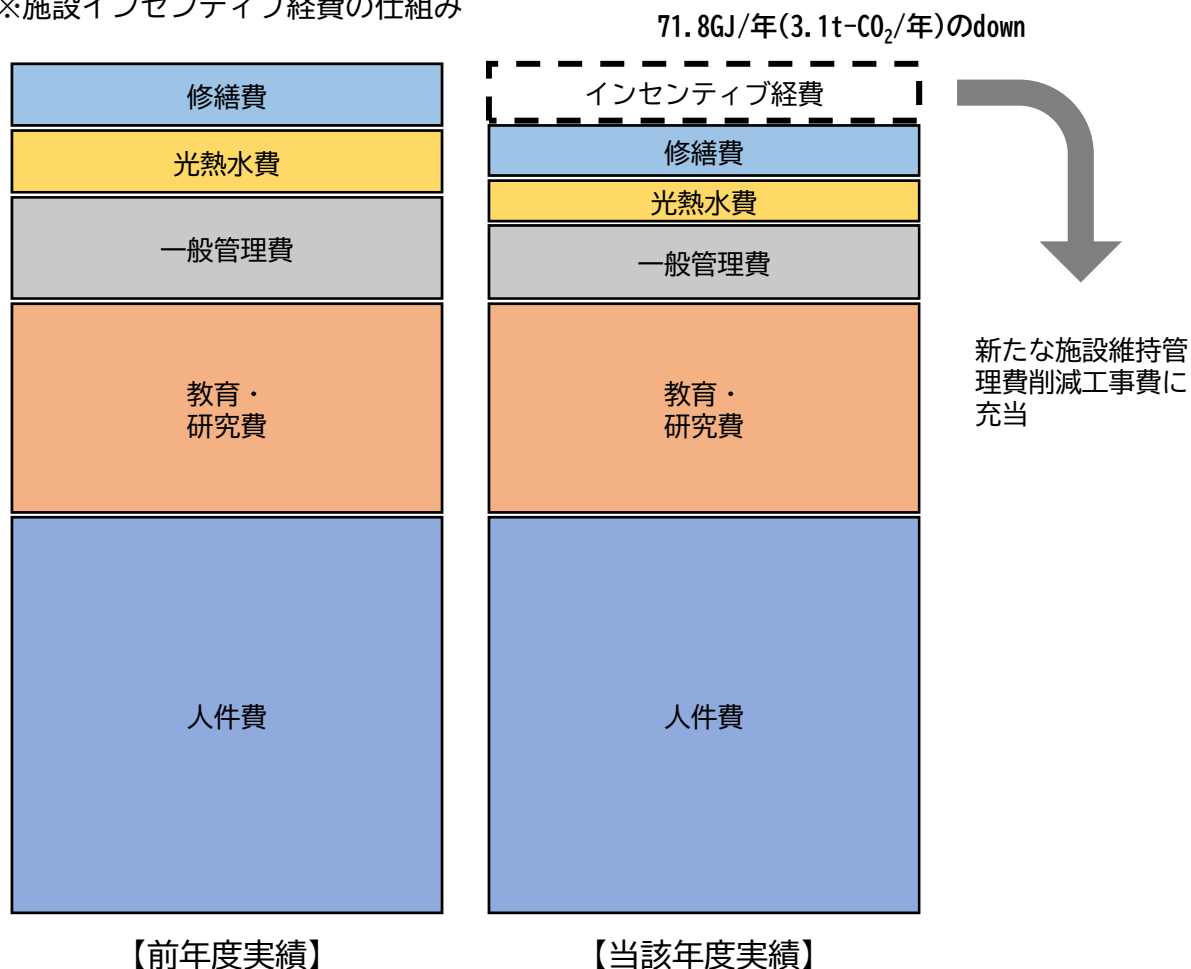 ※施設インセンティブ経費の仕組み
71.8GJ/年(3.1t-CO₂/年)のdown
修繕費
光熱水費
一般管理費
教育・
研究費
人件費
【前年度実績】
インセンティブ経費
修繕費
光熱水費
一般管理費
教育・
研究費
人件費
【当該年度実績】
新たな施設維持管
理費削減工事費に
充当